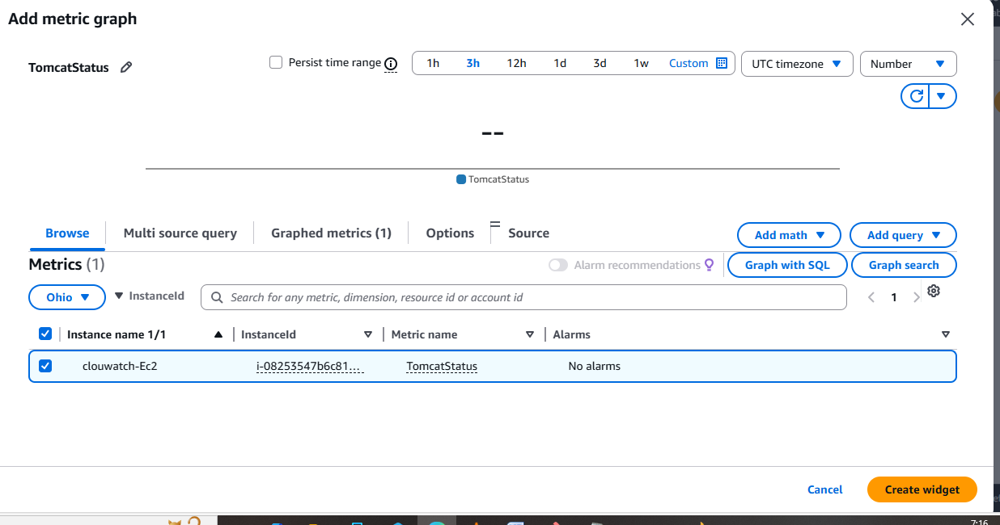 Add metric graph
TomcatStatus
Persist time range
1h 3h 12h 1d 3d 1w Custom
UTC timezone
Number
--
TomcatStatus
Browse Multi source query Graphed metrics (1) Options Source
Add math Add query
Metrics (1)
Alarm recommendations
Graph with SQL Graph search
Ohio InstanceId Search for any metric, dimension, resource id or account id 1
Instance name 1/1 InstanceId Metric name Alarms
clouwatch-Ec2 i-08253547b6c81... TomcatStatus No alarms
Cancel Create widget
7:16